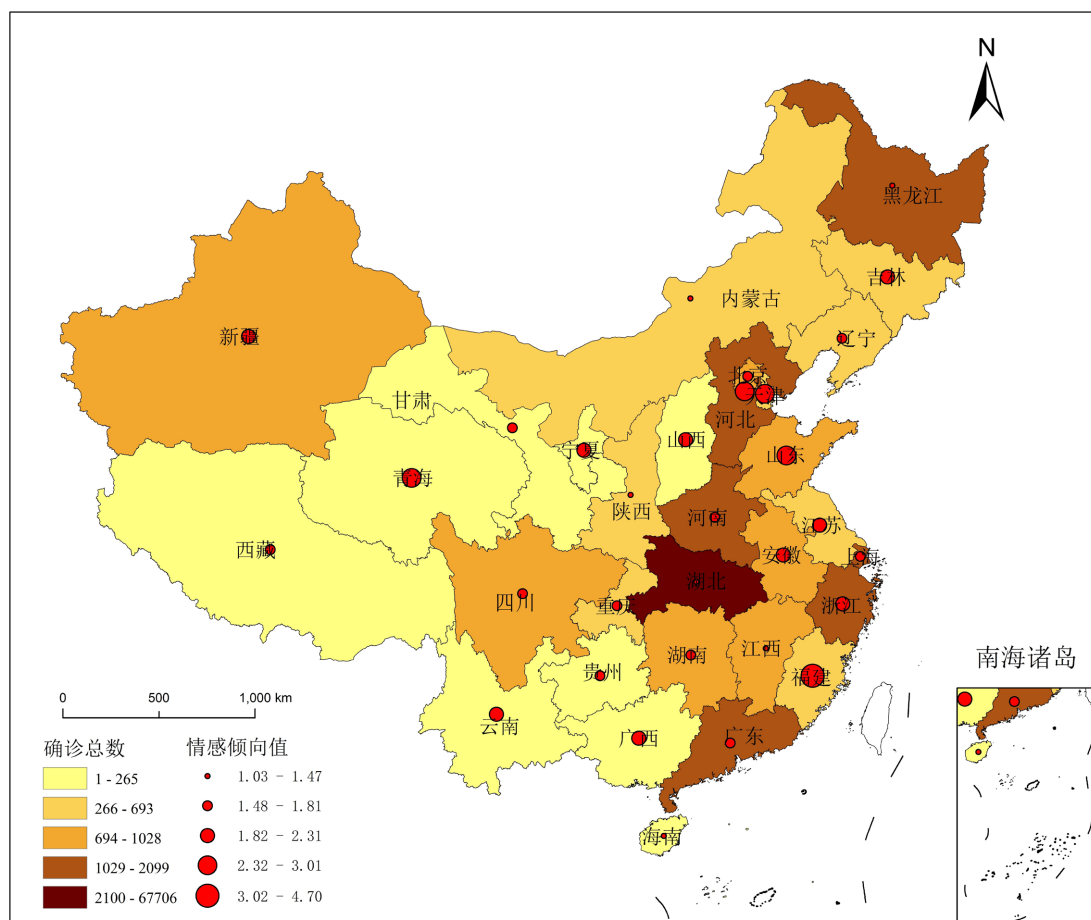 N
黑龙江
吉林
内蒙古
辽宁
新疆
北京
天津
甘肃
河北
山西
宁夏
山东
青海
陕西
河南
江苏
西藏
安徽
上海
湖北
四川
重庆
浙江
江西
湖南
贵州
福建
南海诸岛
云南
广西
广东
海南
0 500 1,000 km
确诊总数 情感倾向值
1 - 265 1.03 - 1.47
266 - 693 1.48 - 1.81
694 - 1028 1.82 - 2.31
1029 - 2099 2.32 - 3.01
2100 - 67706 3.02 - 4.70